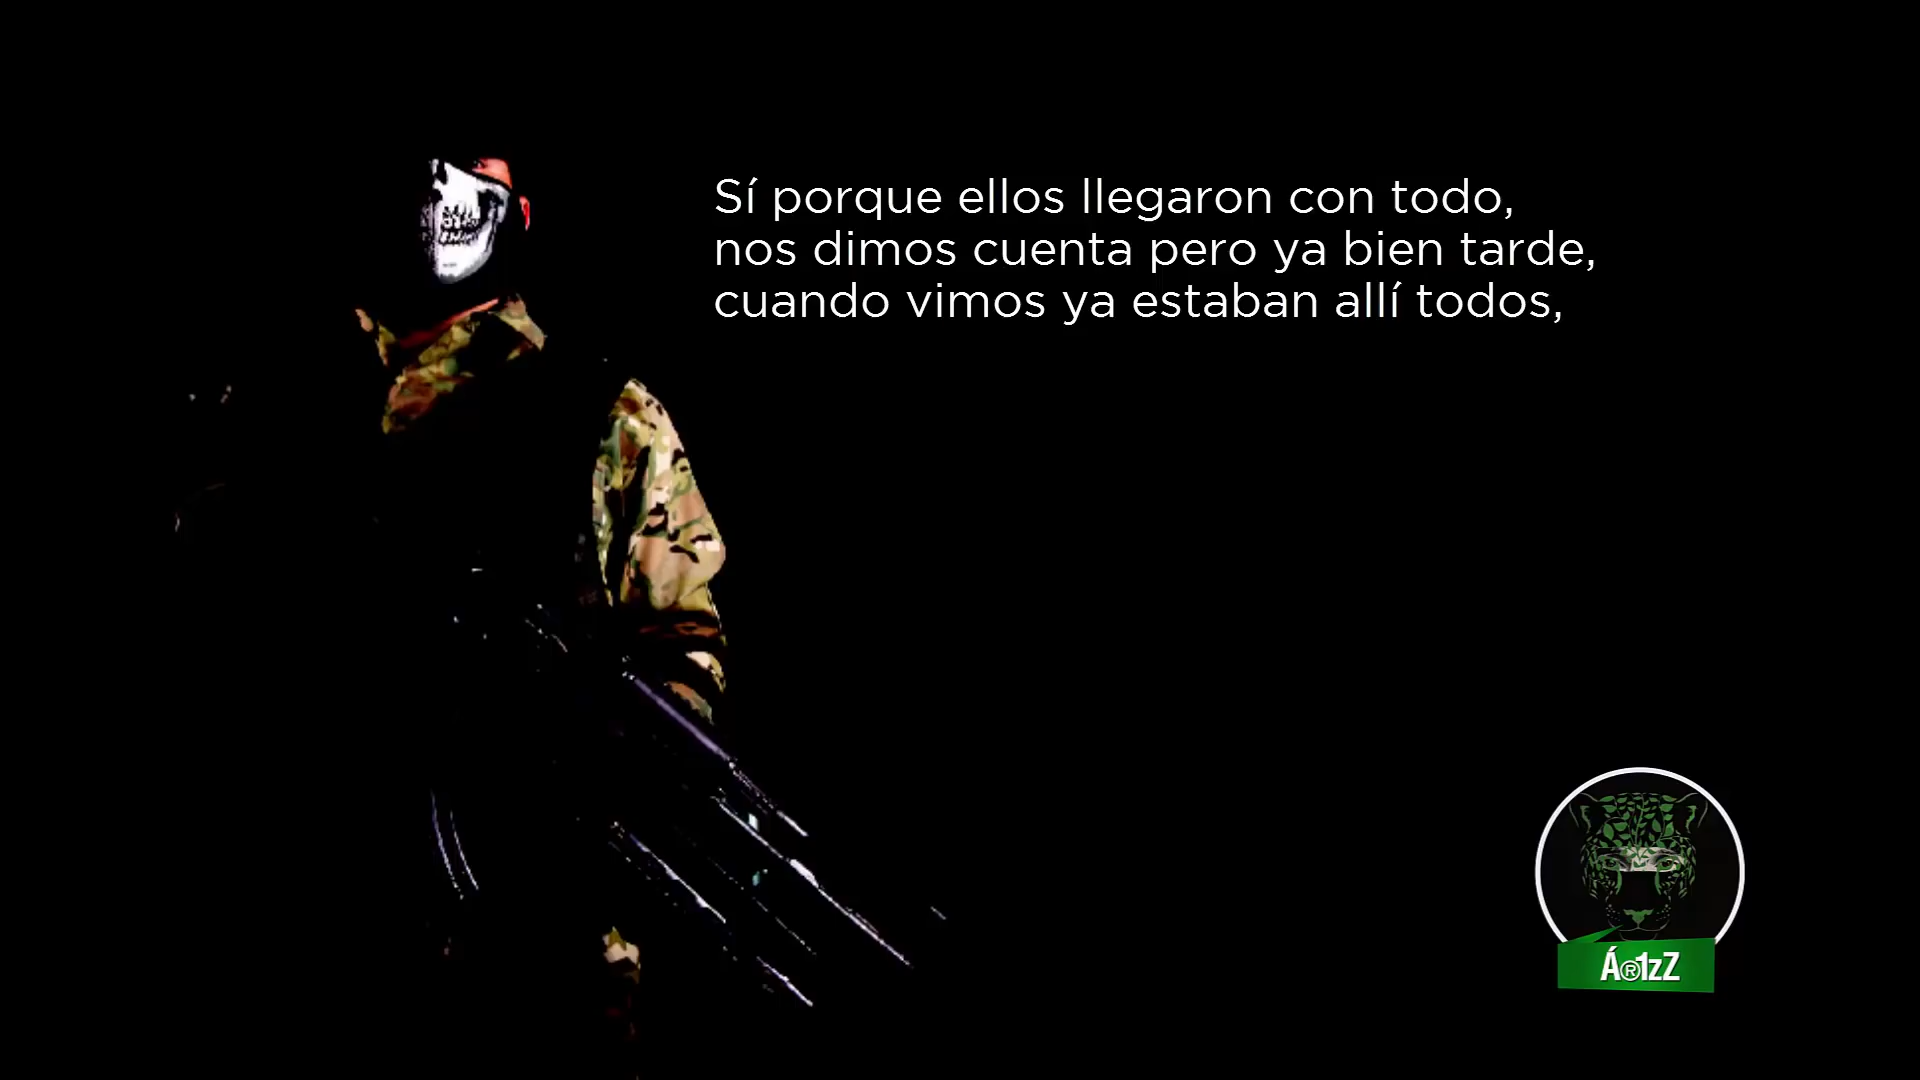 Sí porque ellos llegaron con todo,
nos dimos cuenta pero ya bien tarde,
cuando vimos ya estaban allí todos,
Á®1zZ